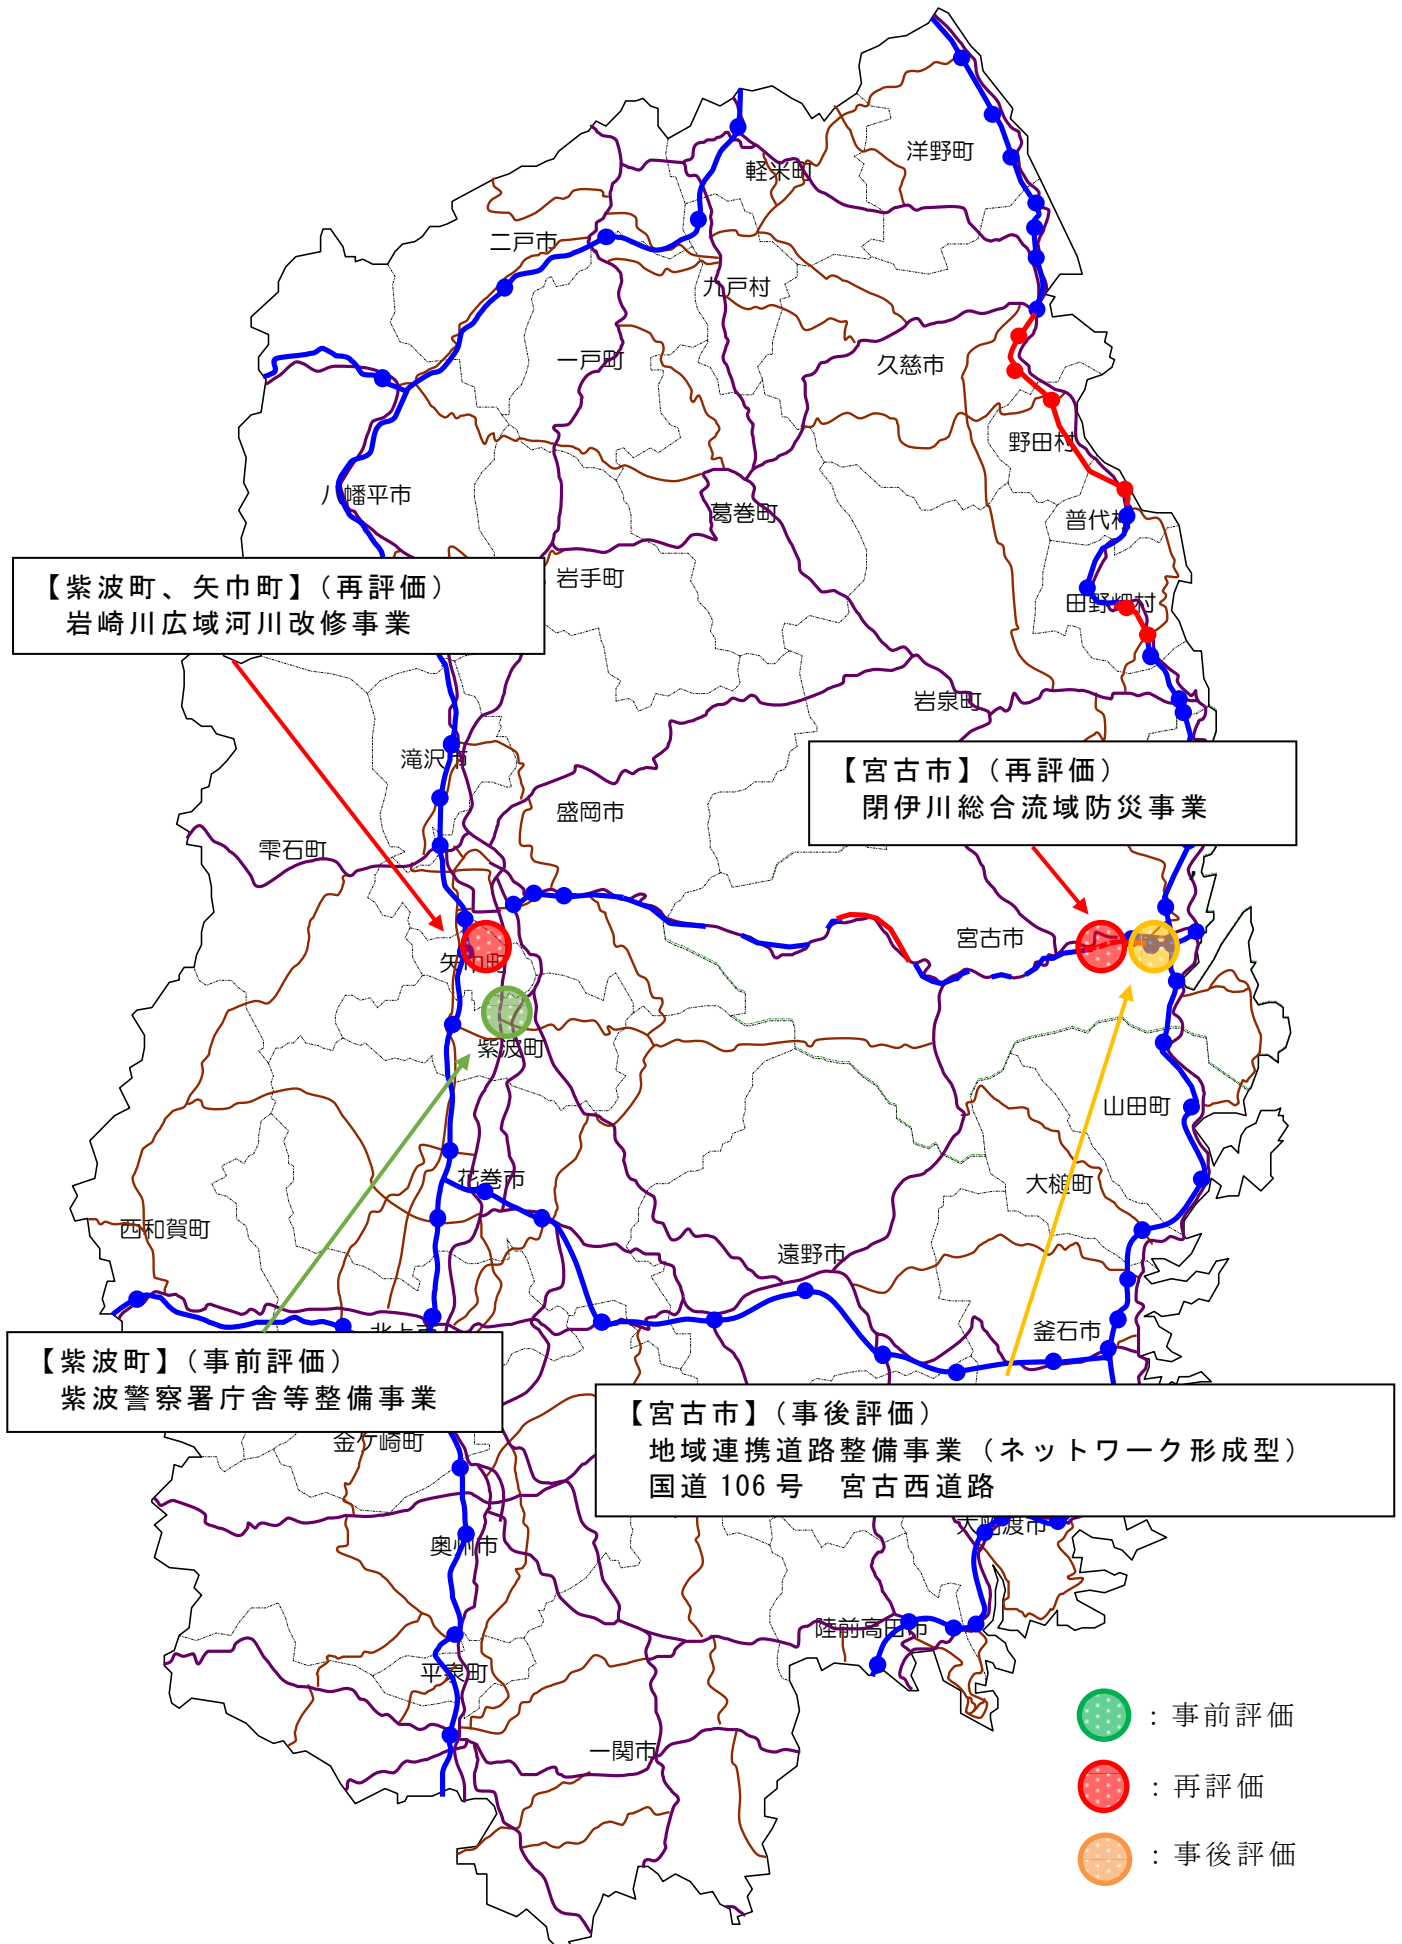 洋野町
軽米町
二戸市
九戸村
一戸町
久慈市
野田村
八幡平市
葛巻町
普代村
【紫波町、矢巾町】(再評価)
岩崎川広域河川改修事業
岩手町
田野畑村
岩泉町
滝沢市
【宮古市】(再評価)
閉伊川総合流域防災事業
盛岡市
雫石町
宮古市
矢巾町
紫波町
山田町
花巻市
大槌町
西和賀町
遠野市
釜石市
北上市
【紫波町】(事前評価)
紫波警察署庁舎等整備事業
【宮古市】(事後評価)
地域連携道路整備事業(ネットワーク形成型)
国道106号 宮古西道路
金ケ崎町
大船渡市
奥州市
陸前高田市
平泉町
:事前評価
一関市
:再評価
:事後評価